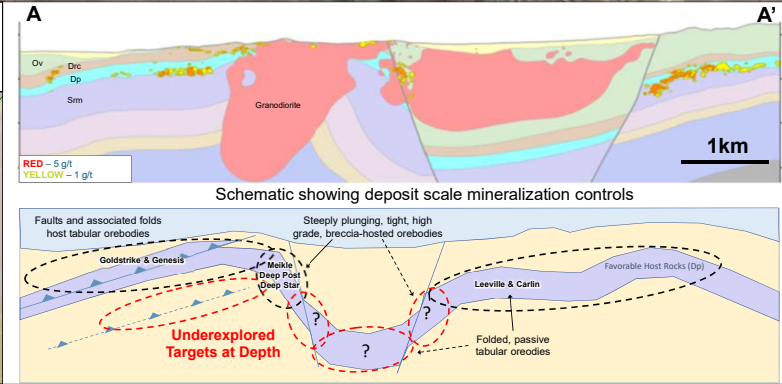 A
A'
Ov
Drc
Dp
Srm
Granodiorite
RED – 5 g/t
YELLOW – 1 g/t
1km
Schematic showing deposit scale mineralization controls
Faults and associated folds
host tabular orebodies
Steeply plunging, tight, high
grade, breccia-hosted orebodies
Goldstrike & Genesis
Meikle
Deep Post
Deep Star
Favorable Host Rocks (Dp)
Leeville & Carlin
?
?
?
Underexplored
Targets at Depth
Folded, passive
tabular oreodies